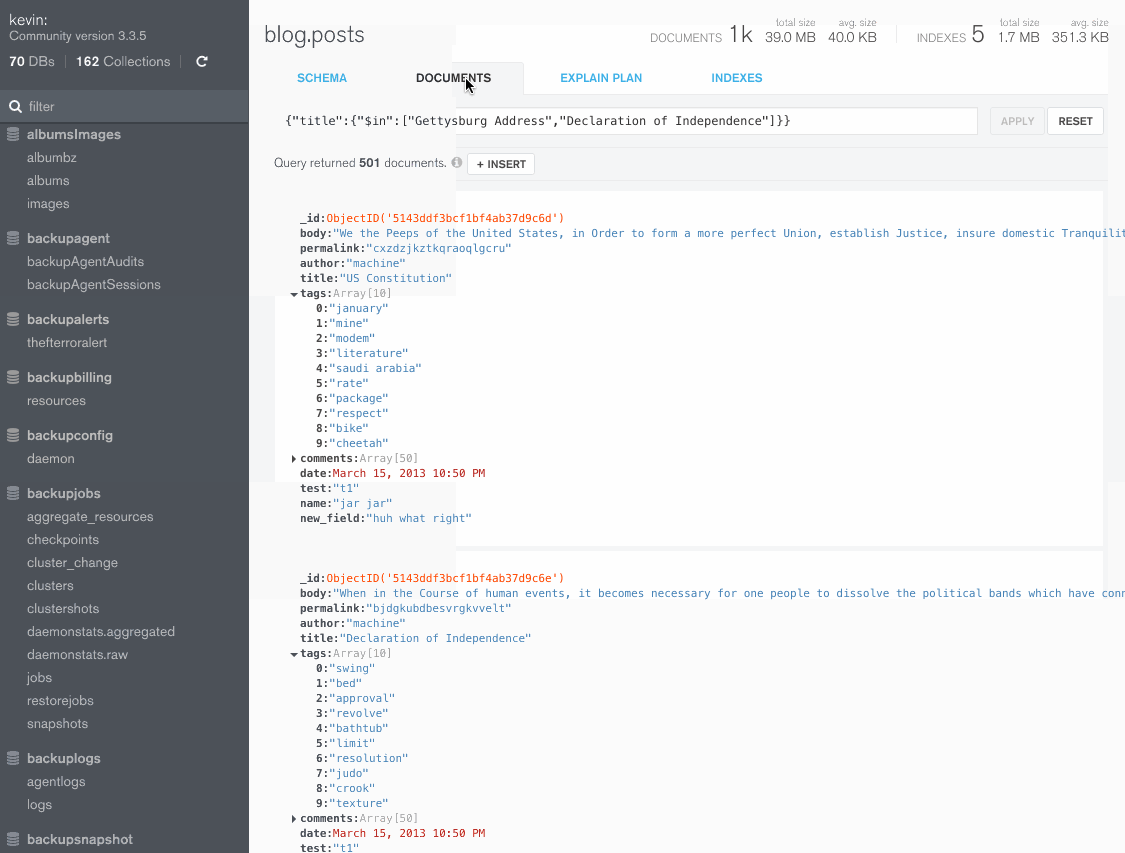 kevin:
Community version 3.3.5
70 DBs
162 Collections
filter
albumsImages
albumbz
albums
images
backupagent
backupAgentAudits
backupAgentSessions
backupalerts
thefterroralert
backupbilling
resources
backupconfig
daemon
backupjobs
aggregate_resources
checkpoints
cluster_change
clusters
clustershots
daemonstats.aggregated
daemonstats.raw
jobs
restorejobs
snapshots
backuplogs
agentlogs
logs
backupsnapshot
blog.posts
DOCUMENTS 1k total size 39.0 MB avg. size 40.0 KB
INDEXES 5 total size 1.7 MB avg. size 351.3 KB
SCHEMA DOCUMENTS EXPLAIN PLAN INDEXES
{"title":{"$in":["Gettysburg Address","Declaration of Independence"]}}
APPLY RESET
Query returned 501 documents. + INSERT
_id:ObjectID('5143ddf3bcf1bf4ab37d9c6d')
body:"We the Peeps of the United States, in Order to form a more perfect Union, establish Justice, insure domestic Tranquilit
permalink:"cxzdzjkztkqraoqlgcru"
author:"machine"
title:"US Constitution"
tags:Array[10]
0:"january"
1:"mine"
2:"modem"
3:"literature"
4:"saudi arabia"
5:"rate"
6:"package"
7:"respect"
8:"bike"
9:"cheetah"
comments:Array[50]
date:March 15, 2013 10:50 PM
test:"t1"
name:"jar jar"
new_field:"huh what right"
_id:ObjectID('5143ddf3bcf1bf4ab37d9c6e')
body:"When in the Course of human events, it becomes necessary for one people to dissolve the political bands which have conn
permalink:"bjdgkubdbesvrgkvvelt"
author:"machine"
title:"Declaration of Independence"
tags:Array[10]
0:"swing"
1:"bed"
2:"approval"
3:"revolve"
4:"bathtub"
5:"limit"
6:"resolution"
7:"judo"
8:"crook"
9:"texture"
comments:Array[50]
date:March 15, 2013 10:50 PM
test:"t1"